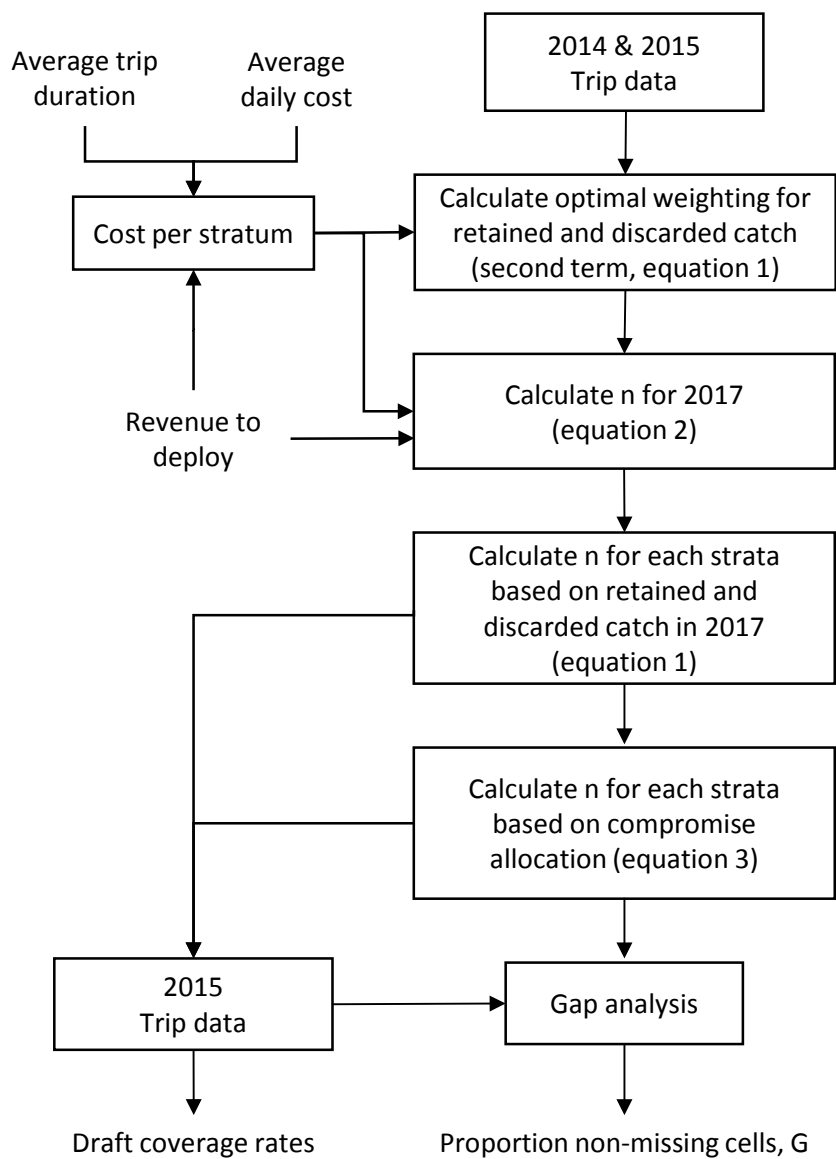 2014 & 2015
Trip data
Average trip
duration
Average
daily cost
Cost per stratum
Calculate optimal weighting for
retained and discarded catch
(second term, equation 1)
Revenue to
deploy
Calculate n for 2017
(equation 2)
Calculate n for each strata
based on retained and
discarded catch in 2017
(equation 1)
Calculate n for each strata
based on compromise
allocation (equation 3)
2015
Trip data
Gap analysis
Draft coverage rates
Proportion non-missing cells, G